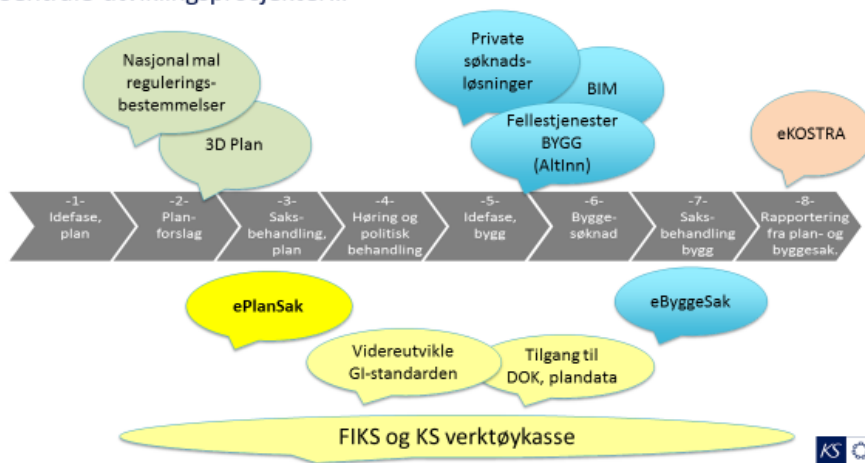 Nasjonal mal
regulerings-
bestemmelser
3D Plan
Private
søknads-
løsninger
BIM
Fellestjenester
BYGG
(AltInn)
eKOSTRA
-1-
Idefase,
plan
-2-
Plan-
forslag
-3-
Saks-
behandling,
plan
-4-
Høring og
politisk
behandling
-5-
Idefase,
bygg
-6-
Bygge-
søknad
-7-
Saks-
behandling
bygg
-8-
Rapportering
fra plan- og
byggesak.
ePlanSak
eByggeSak
Videreutvikle
GI-standarden
Tilgang til
DOK, plandata
FIKS og KS verktøykasse
KS